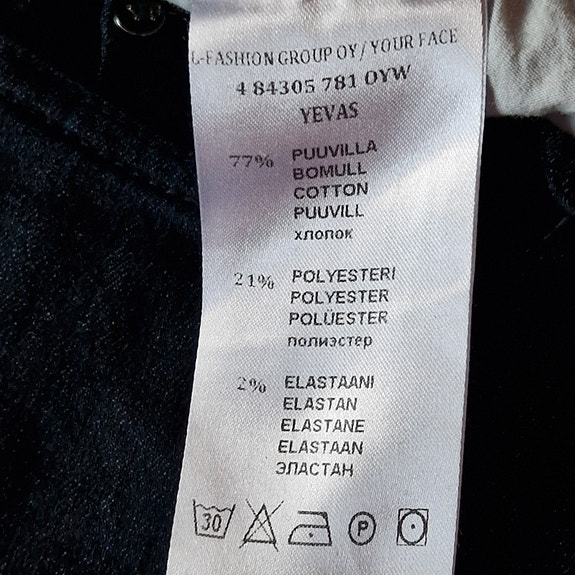 L-FASHION GROUP OY / YOUR FACE
4 84305 781 OYW
YEVAS
77% PUUVILLA
BOMULL
COTTON
PUUVILL
хлопок
21% POLYESTERI
POLYESTER
POLÜESTER
полиэстер
2% ELASTAANI
ELASTAN
ELASTANE
ELASTAAN
ЭЛАСТАН
30 P